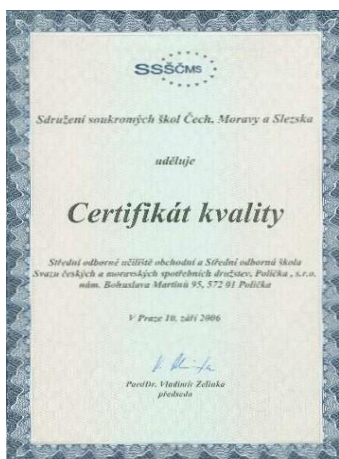 SSŠČMS
Sdružení soukromých škol Čech, Moravy a Slezska
uděluje
Certifikát kvality
Střední odborné učiliště obchodní a Střední odborná škola
Svazu českých a moravských spotřebních družstev, Polička , s.r.o.
nám. Bohuslava Martinů 95, 572 01 Polička
V Praze 10. září 2006
PaedDr. Vladimír Zelinka
předseda